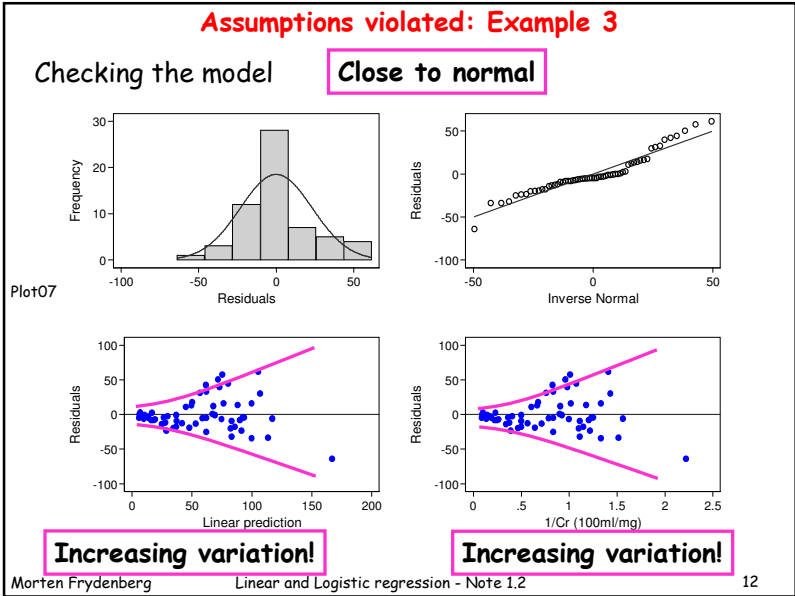 Assumptions violated: Example 3
Checking the model
Close to normal
30
20
10
0
Frequency
-100 -50 0 50
Residuals
50
0
-50
-100
Residuals
-50 0 50
Inverse Normal
Plot07
100
50
0
-50
-100
Residuals
0 50 100 150 200
Linear prediction
100
50
0
-50
-100
Residuals
0 .5 1 1.5 2 2.5
1/Cr (100ml/mg)
Increasing variation!
Increasing variation!
Morten Frydenberg Linear and Logistic regression - Note 1.2 12